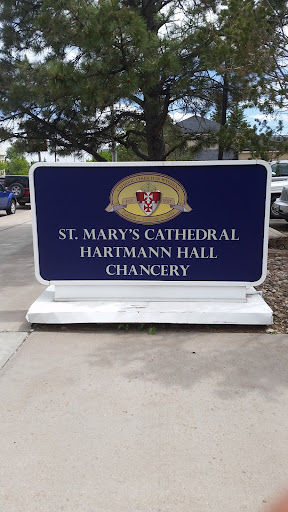 ST. MARY'S CATHEDRAL
HARTMANN HALL
CHANCERY